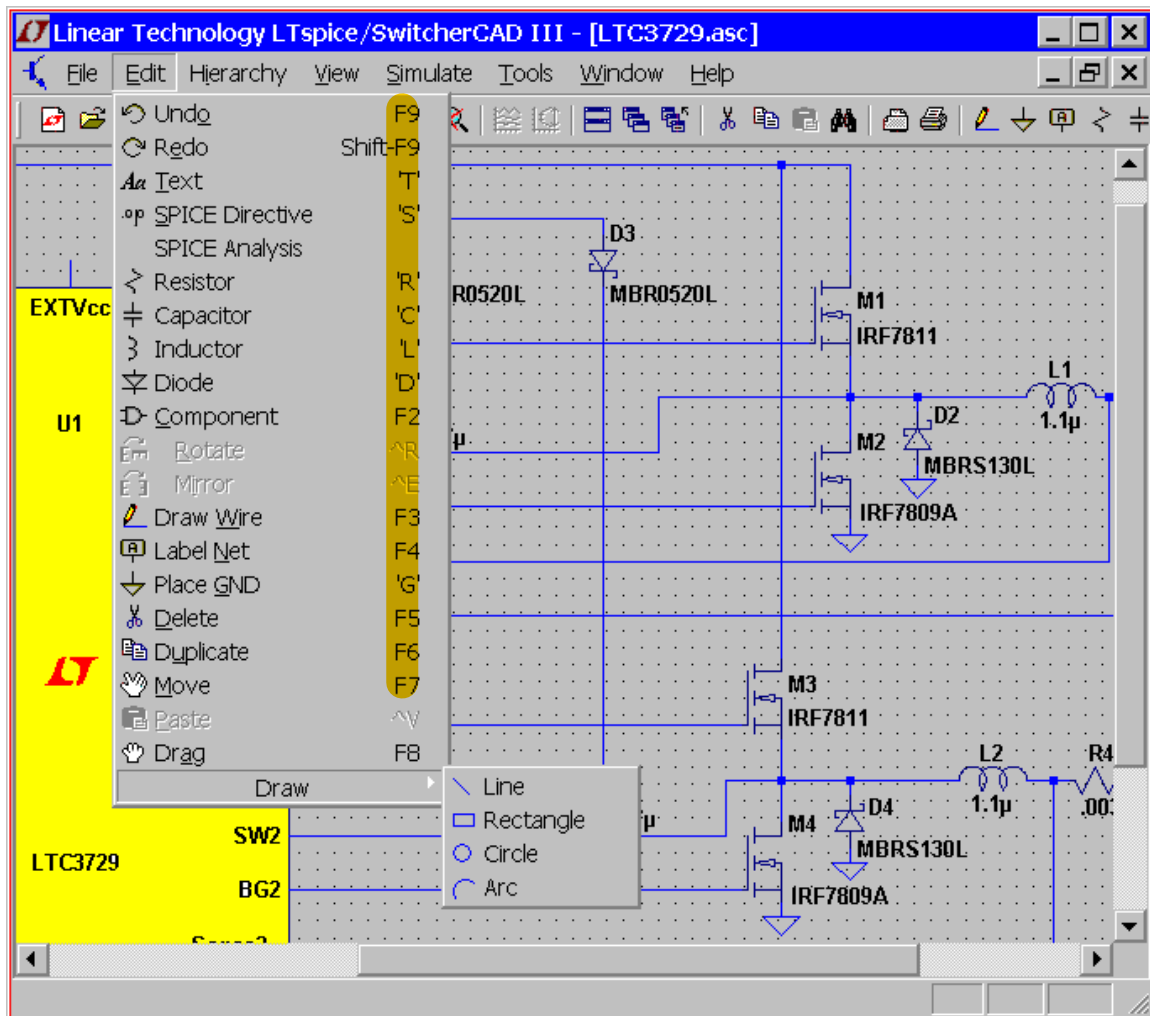 Linear Technology LTspice/SwitcherCAD III - [LTC3729.asc]
File Edit Hierarchy View Simulate Tools Window Help
Undo F9
Redo Shift-F9
Aa Text 'T'
.op SPICE Directive 'S'
SPICE Analysis
Resistor 'R'
Capacitor 'C'
Inductor 'L'
Diode 'D'
Component F2
Rotate ^R
Mirror ^E
Draw Wire F3
Label Net F4
Place GND 'G'
Delete F5
Duplicate F6
Move F7
Paste ^V
Drag F8
Draw
Line
Rectangle
Circle
Arc
EXTVcc
U1
LTC3729
SW2
BG2
R0520L
D3
MBR0520L
M1
IRF7811
L1
1.1µ
D2
MBRS130L
µ
M2
IRF7809A
M3
IRF7811
L2
1.1µ
R4
.003
µ
M4
D4
MBRS130L
IRF7809A